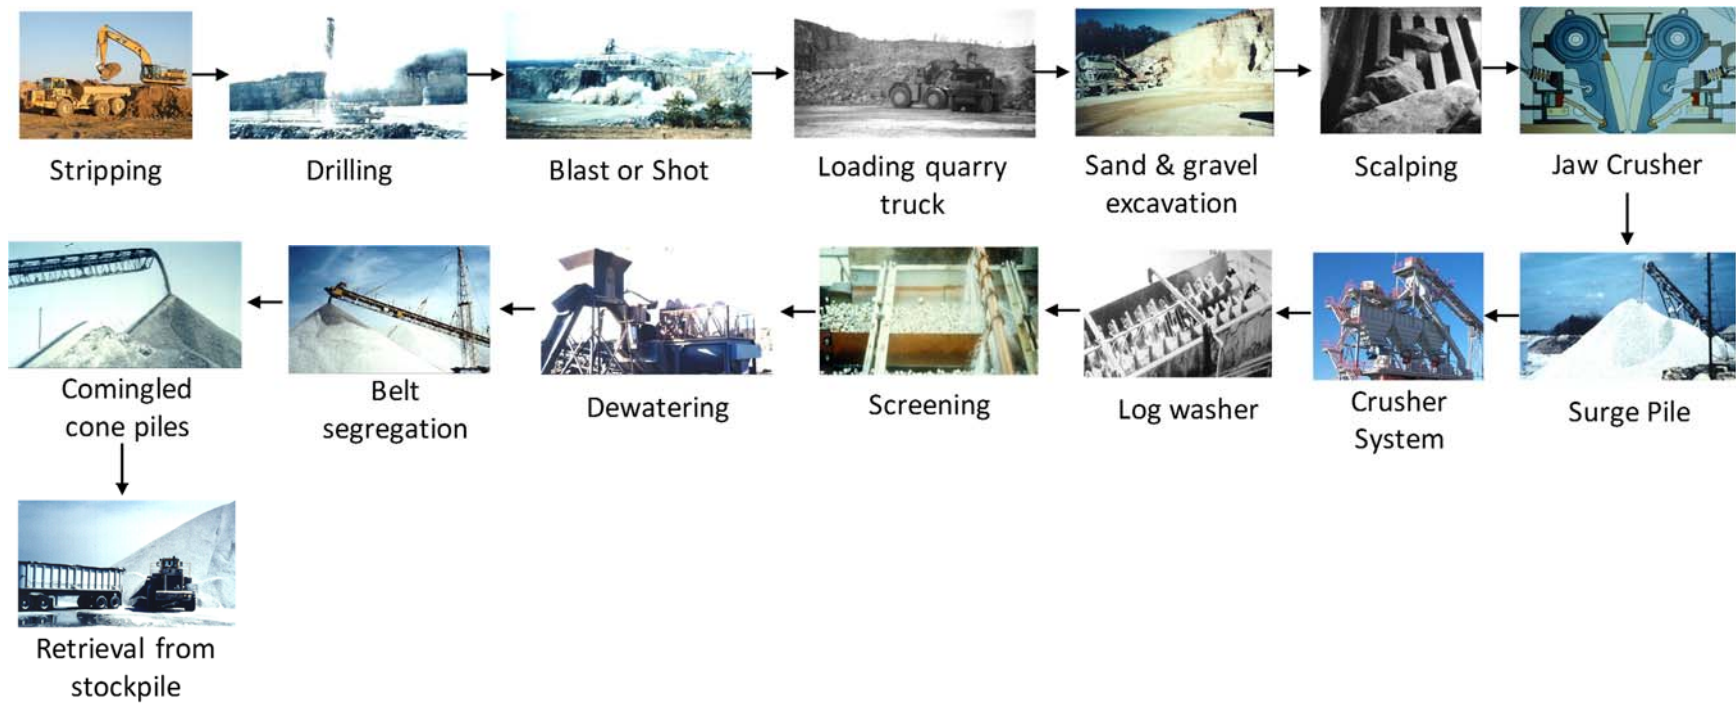 Stripping
Drilling
Blast or Shot
Loading quarry
truck
Sand & gravel
excavation
Scalping
Jaw Crusher
Surge Pile
Crusher
System
Log washer
Screening
Dewatering
Belt
segregation
Comingled
cone piles
Retrieval from
stockpile